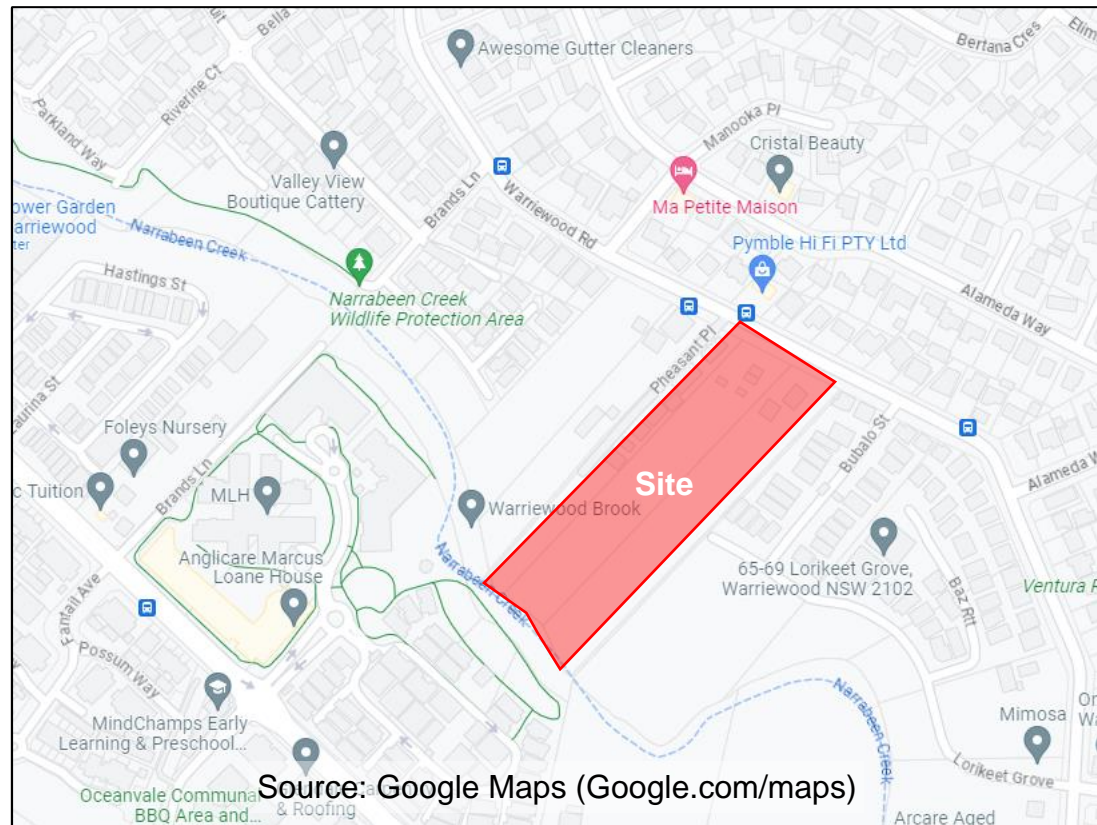 Bella
Riverine Ct
Parkland Way
Awesome Gutter Cleaners
Bertana Cres
Manooka Pl
Cristal Beauty
Valley View
Boutique Cattery
Brands Ln
Warriewood Rd
Ma Petite Maison
ower Garden
arriewood
ter
Narrabeen Creek
Pymble Hi Fi PTY Ltd
Hastings St
Narrabeen Creek
Wildlife Protection Area
Alameda Way
Pheasant Pl
Laurina St
Foleys Nursery
Bubalo St
Alameda W
Site
c Tuition
Brands Ln
MLH
Warriewood Brook
Anglicare Marcus
Loane House
Narrabeen Creek
65-69 Lorikeet Grove,
Warriewood NSW 2102
Ventura R
Fantail Ave
Baz Rtt
Possum Way
Narrabeen Creek
MindChamps Early
Learning & Preschool...
Mimosa
Lorikeet Grove
Source: Google Maps (Google.com/maps)
Oceanvale Communal
BBQ Area and...
& Roofing
Arcare Aged